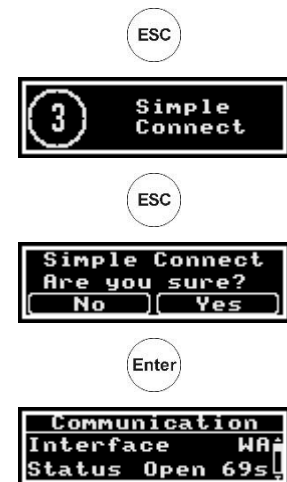 ESC
3 Simple
Connect
ESC
Simple Connect
Are you sure?
No Yes
Enter
Communication
Interface WA
Status Open 69s